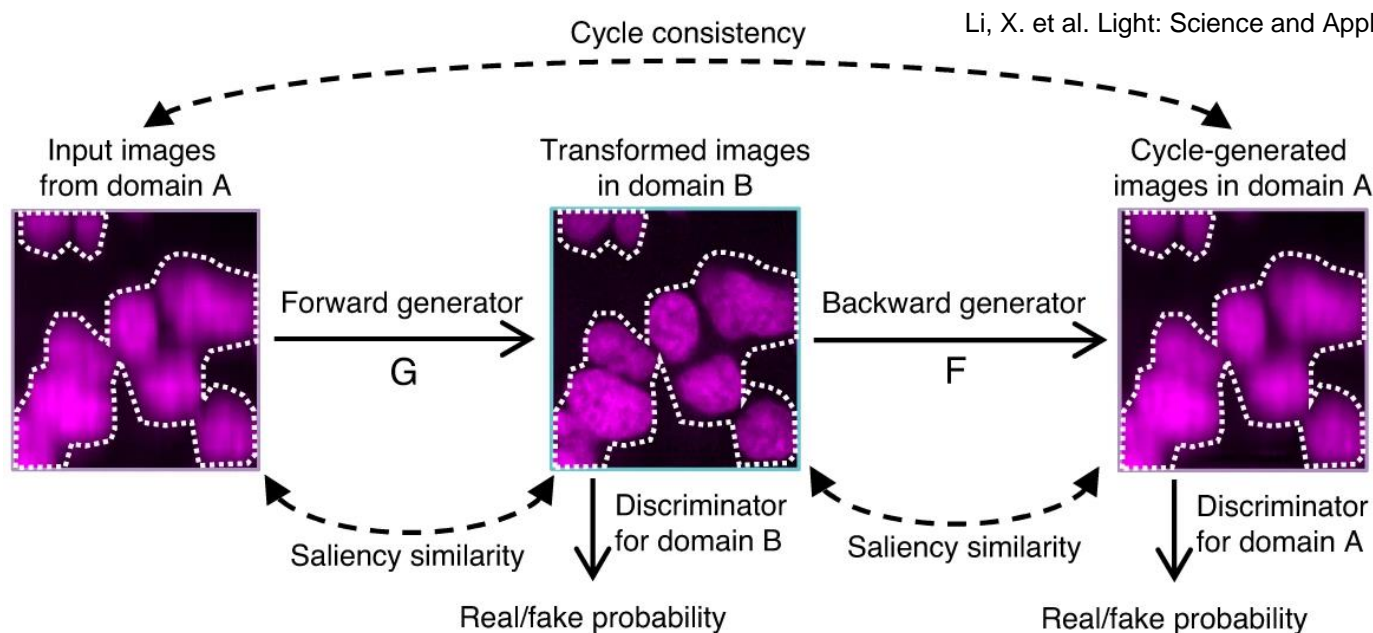 Li, X. et al. Light: Science and Appl
Cycle consistency
Input images
from domain A
Transformed images
in domain B
Cycle-generated
images in domain A
Forward generator
G
Backward generator
F
Saliency similarity
Discriminator
for domain B
Saliency similarity
Discriminator
for domain A
Real/fake probability
Real/fake probability